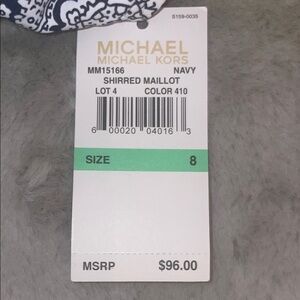 S159-0035
MICHAEL
MICHAEL KORS
MM15166 NAVY
SHIRRED MAILLOT
LOT 4 COLOR 410
6 00020 04016 3
SIZE 8
MSRP $96.00